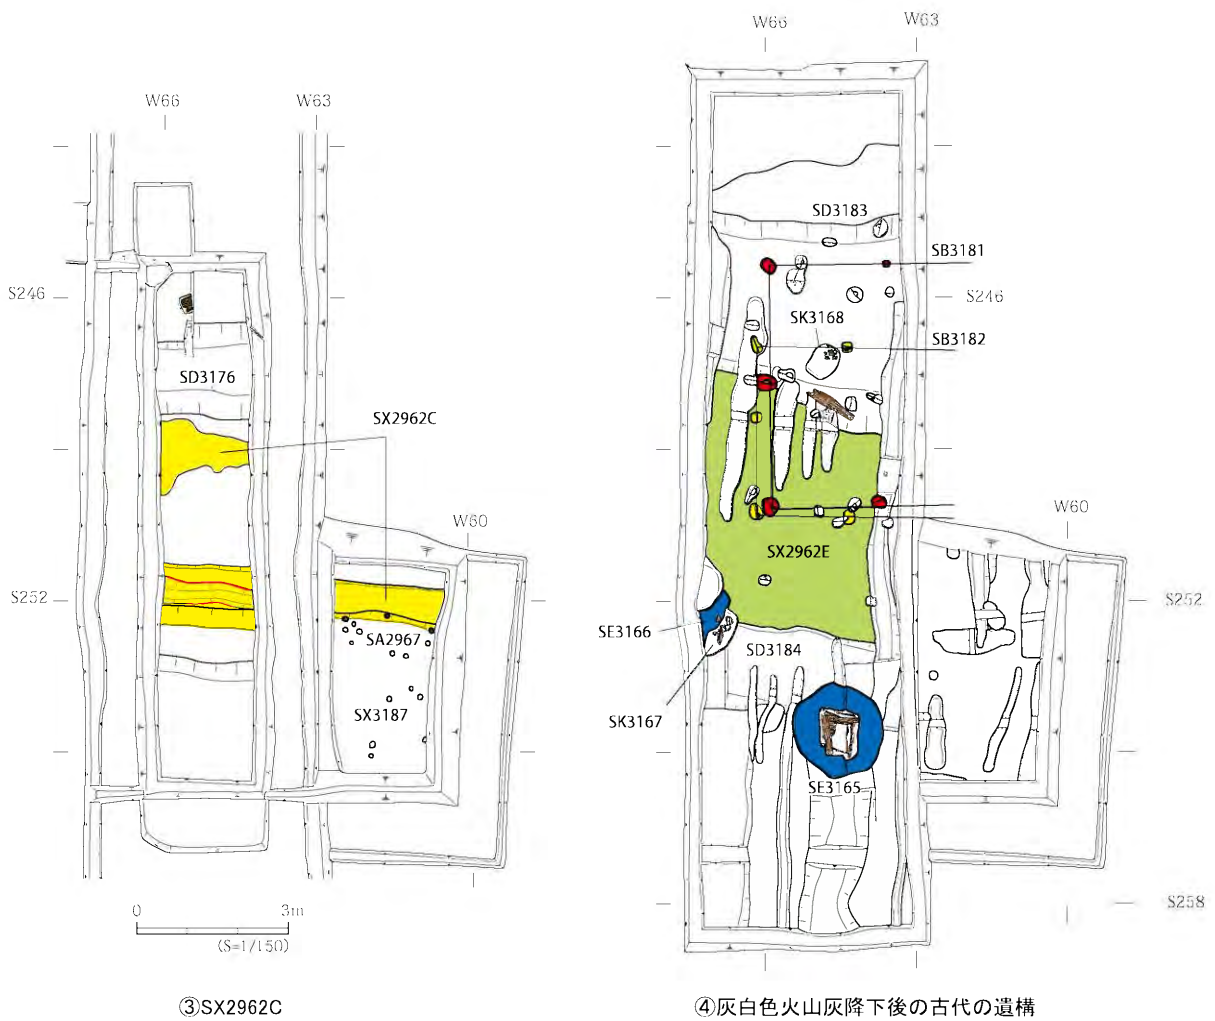 W66
W63
S246
SD3176
SX2962C
W60
S252
SA2967
SX3187
0
3m
(S=1/150)
③SX2962C
W66
W63
SD3183
SB3181
S246
SK3168
SB3182
W60
SX2962E
S252
SE3166
SD3184
SK3167
SE3165
S258
④灰白色火山灰降下後の古代の遺構